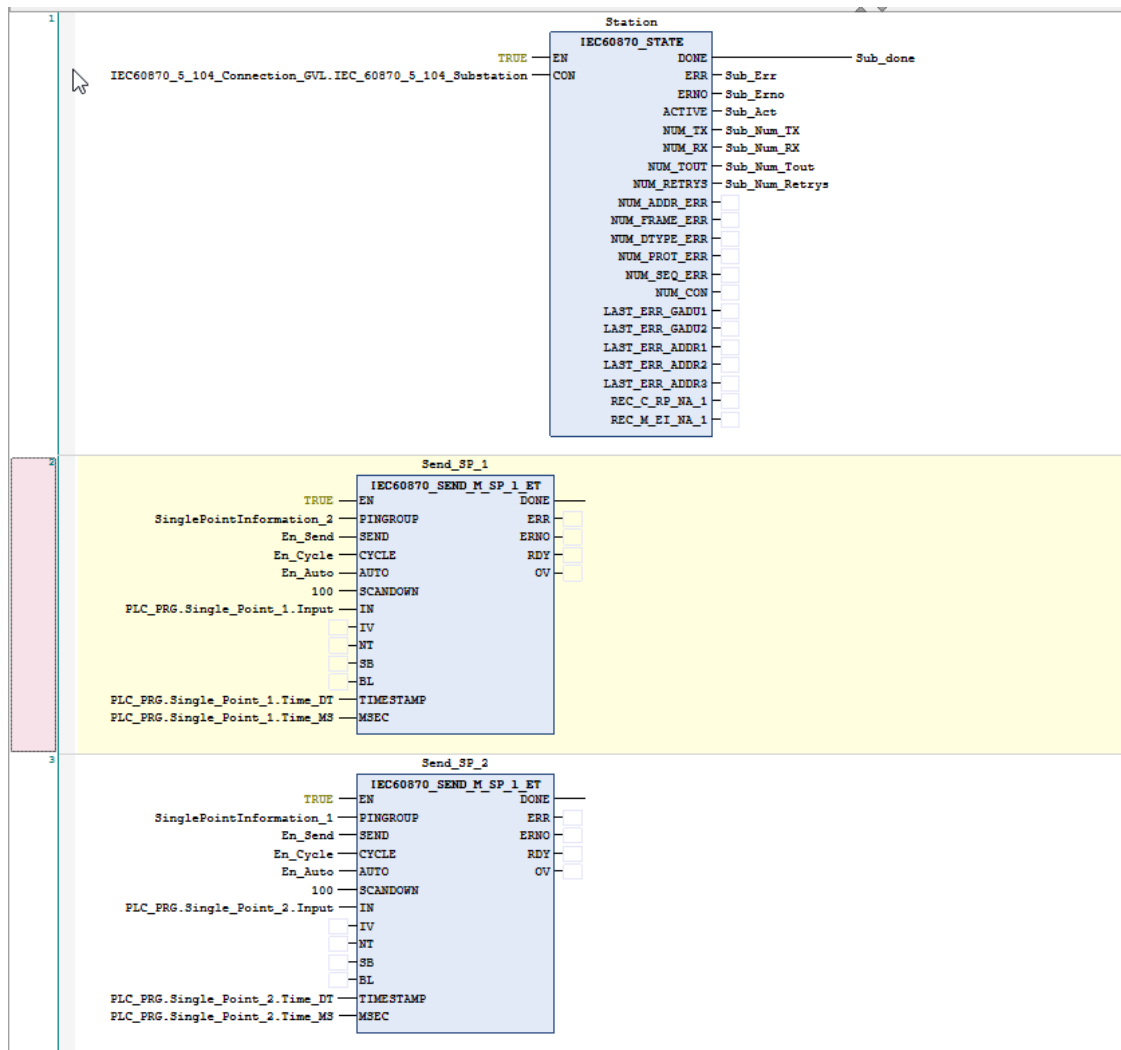 1
Station
IEC60870_STATE
TRUE EN DONE Sub_done
IEC60870_5_104_Connection_GVL.IEC_60870_5_104_Substation CON ERR Sub_Err
ERNO Sub_Erno
ACTIVE Sub_Act
NUM_TX Sub_Num_TX
NUM_RX Sub_Num_RX
NUM_TOUT Sub_Num_Tout
NUM_RETRYS Sub_Num_Retrys
NUM_ADDR_ERR
NUM_FRAME_ERR
NUM_DTYPE_ERR
NUM_PROT_ERR
NUM_SEQ_ERR
NUM_CON
LAST_ERR_GADU1
LAST_ERR_GADU2
LAST_ERR_ADDR1
LAST_ERR_ADDR2
LAST_ERR_ADDR3
REC_C_RP_NA_1
REC_M_EI_NA_1
2
Send_SP_1
IEC60870_SEND_M_SP_1_ET
TRUE EN DONE
SinglePointInformation_2 PINGROUP ERR
En_Send SEND ERNO
En_Cycle CYCLE RDY
En_Auto AUTO OV
100 SCANDOWN
PLC_PRG.Single_Point_1.Input IN
IV
NT
SB
BL
PLC_PRG.Single_Point_1.Time_DT TIMESTAMP
PLC_PRG.Single_Point_1.Time_MS MSEC
3
Send_SP_2
IEC60870_SEND_M_SP_1_ET
TRUE EN DONE
SinglePointInformation_1 PINGROUP ERR
En_Send SEND ERNO
En_Cycle CYCLE RDY
En_Auto AUTO OV
100 SCANDOWN
PLC_PRG.Single_Point_2.Input IN
IV
NT
SB
BL
PLC_PRG.Single_Point_2.Time_DT TIMESTAMP
PLC_PRG.Single_Point_2.Time_MS MSEC